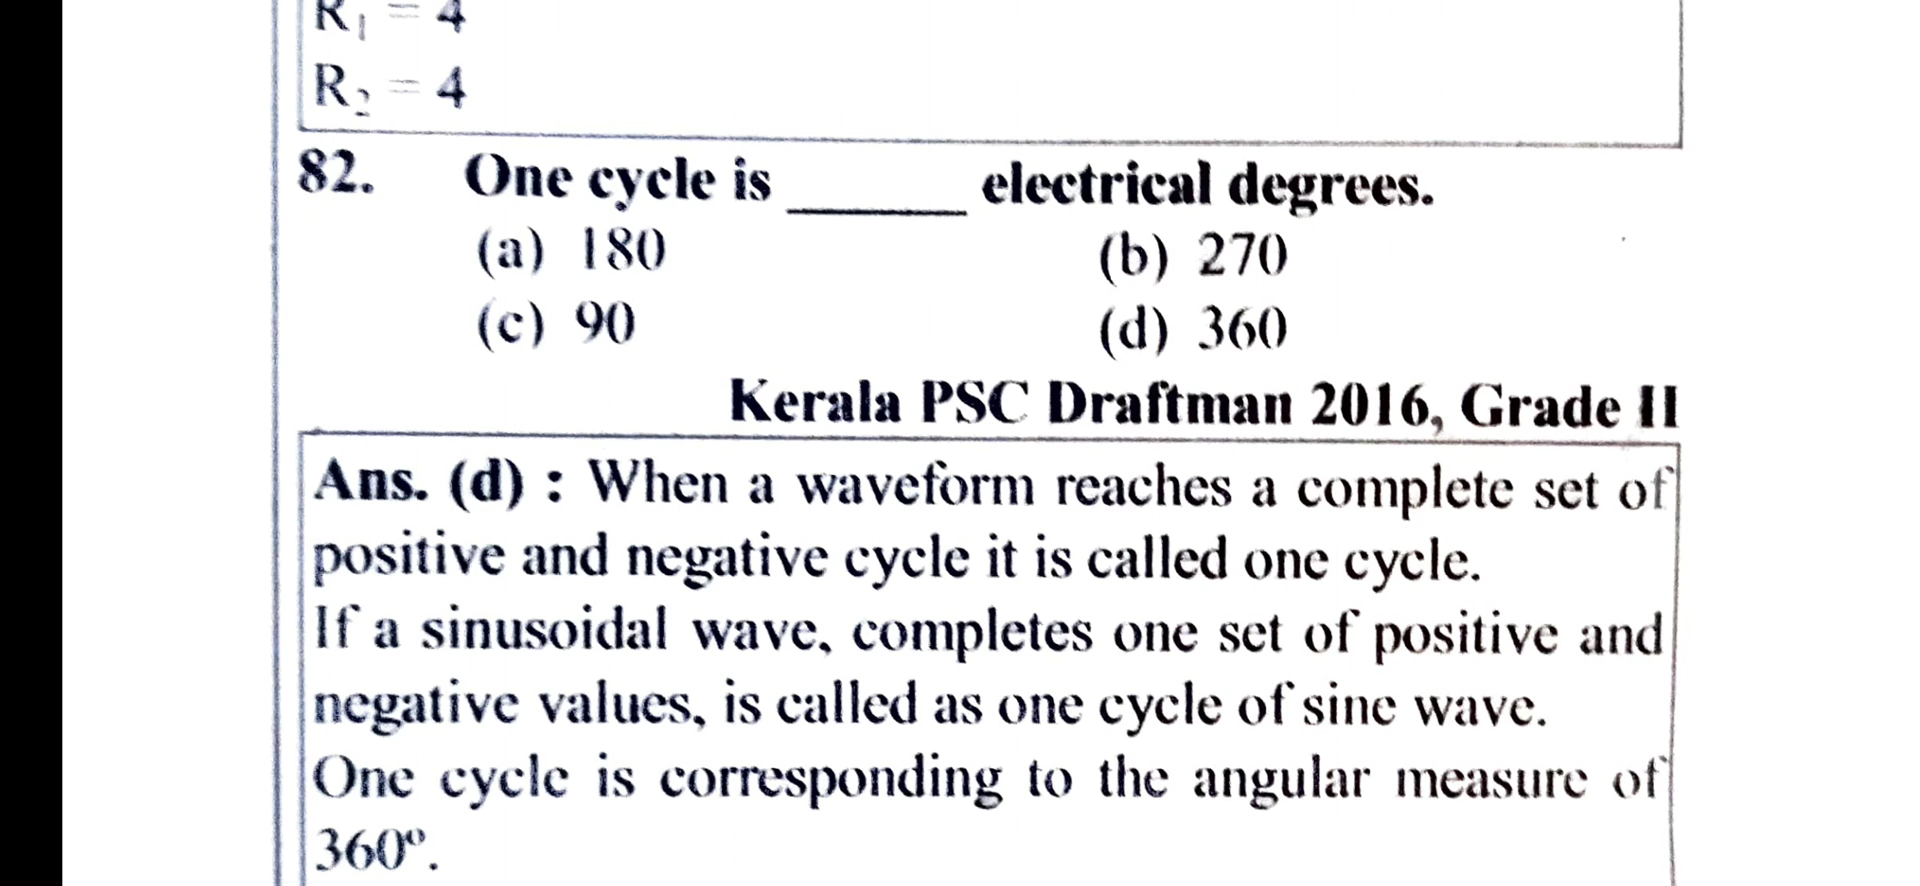 R₁ = 4
R₂ = 4
82. One cycle is ______ electrical degrees.
(a) 180 (b) 270
(c) 90 (d) 360
Kerala PSC Draftman 2016, Grade II
Ans. (d) : When a waveform reaches a complete set of
positive and negative cycle it is called one cycle.
If a sinusoidal wave, completes one set of positive and
negative values, is called as one cycle of sine wave.
One cycle is corresponding to the angular measure of
360º.